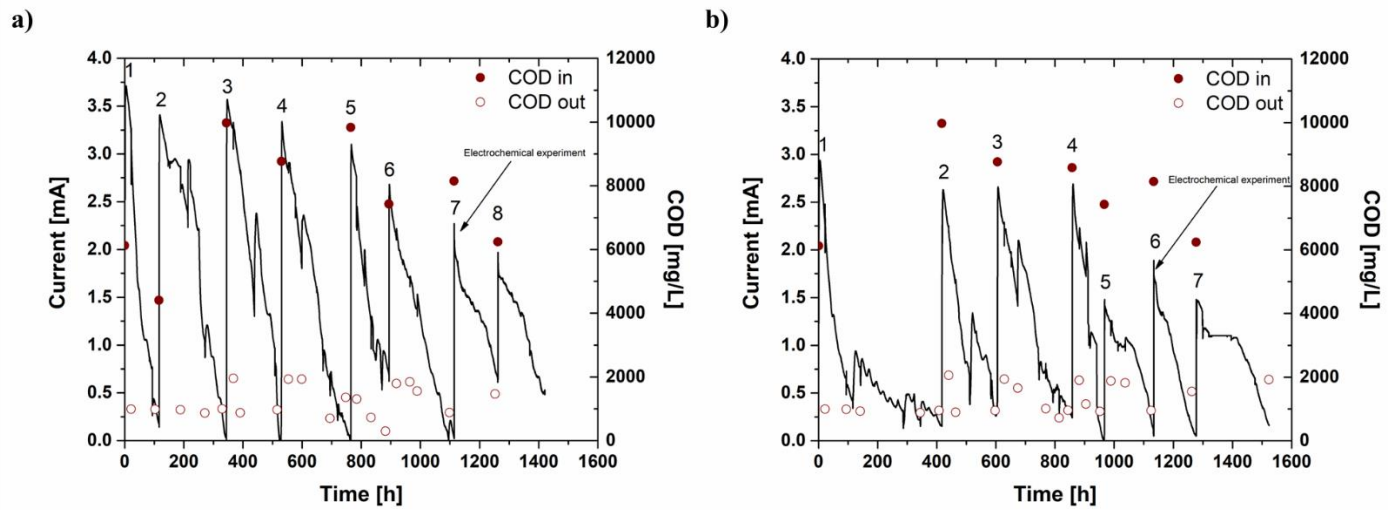 a)
4.0
3.5
3.0
2.5
2.0
1.5
1.0
0.5
0.0
Current [mA]
12000
10000
8000
6000
4000
2000
0
COD [mg/L]
0 200 400 600 800 1000 1200 1400 1600
Time [h]
COD in
COD out
1
2
3
4
5
6
7
8
Electrochemical experiment
b)
4.0
3.5
3.0
2.5
2.0
1.5
1.0
0.5
0.0
Current [mA]
12000
10000
8000
6000
4000
2000
0
COD [mg/L]
0 200 400 600 800 1000 1200 1400 1600
Time [h]
COD in
COD out
1
2
3
4
5
6
7
Electrochemical experiment